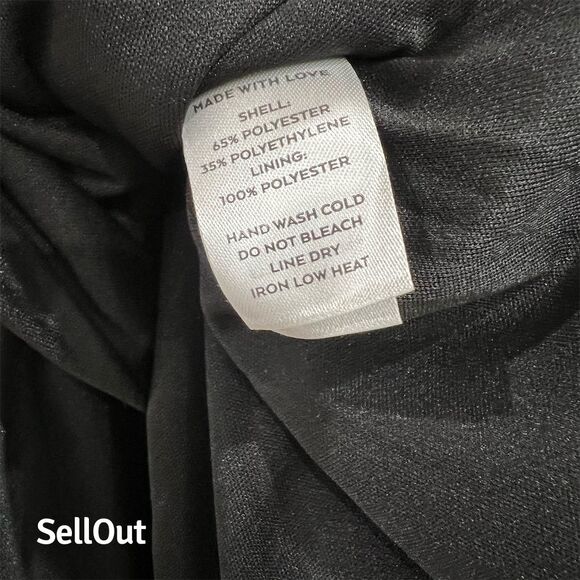 MADE WITH LOVE
SHELL:
65% POLYESTER
35% POLYETHYLENE
LINING:
100% POLYESTER
HAND WASH COLD
DO NOT BLEACH
LINE DRY
IRON LOW HEAT
SellOut